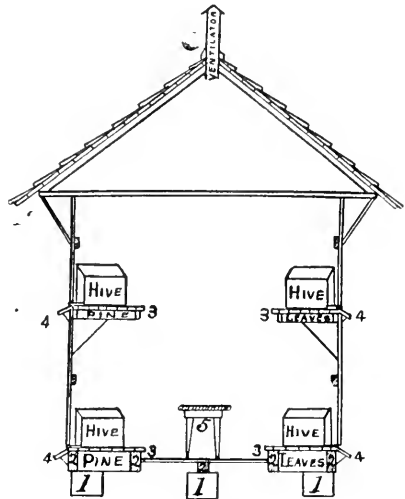 VENTILATOR
HIVE HIVE
4 PINE 3 3 LEAVES 4
HIVE 5 HIVE
4 2 PINE 2 3 3 2 LEAVES 2 4
2
1 1 1